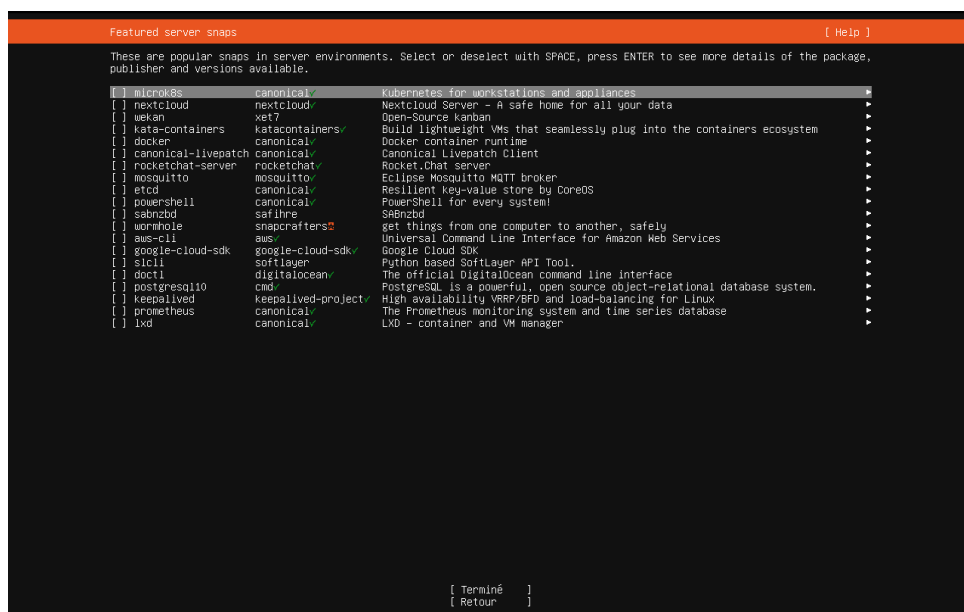 Featured server snaps [ Help ]
These are popular snaps in server environments. Select or deselect with SPACE, press ENTER to see more details of the package,
publisher and versions available.
[ ] microk8s canonical✓ Kubernetes for workstations and appliances ▸
[ ] nextcloud nextcloud✓ Nextcloud Server – A safe home for all your data ▸
[ ] wekan xet7 Open-Source kanban ▸
[ ] kata-containers katacontainers✓ Build lightweight VMs that seamlessly plug into the containers ecosystem ▸
[ ] docker canonical✓ Docker container runtime ▸
[ ] canonical-livepatch canonical✓ Canonical Livepatch Client ▸
[ ] rocketchat-server rocketchat✓ Rocket.Chat server ▸
[ ] mosquitto mosquitto✓ Eclipse Mosquitto MQTT broker ▸
[ ] etcd canonical✓ Resilient key-value store by CoreOS ▸
[ ] powershell canonical✓ PowerShell for every system! ▸
[ ] sabnzbd safihre SABnzbd ▸
[ ] wormhole snapcrafters get things from one computer to another, safely ▸
[ ] aws-cli aws✓ Universal Command Line Interface for Amazon Web Services ▸
[ ] google-cloud-sdk google-cloud-sdk✓ Google Cloud SDK ▸
[ ] slcli softlayer Python based SoftLayer API Tool. ▸
[ ] doctl digitalocean✓ The official DigitalOcean command line interface ▸
[ ] postgresql10 cmd✓ PostgreSQL is a powerful, open source object-relational database system. ▸
[ ] keepalived keepalived-project✓ High availability VRRP/BFD and load-balancing for Linux ▸
[ ] prometheus canonical✓ The Prometheus monitoring system and time series database ▸
[ ] lxd canonical✓ LXD – container and VM manager ▸
[ Terminé ]
[ Retour ]